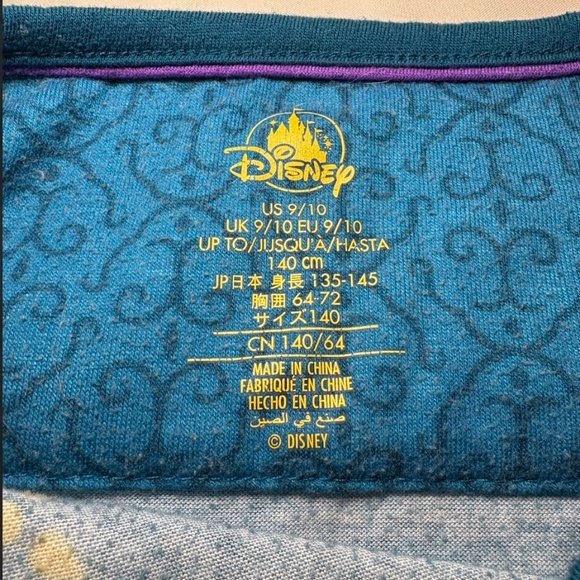 Disney
US 9/10
UK 9/10 EU 9/10
UP TO/JUSQU'À/HASTA
140 cm
JP日本 身長 135-145
胸囲 64-72
サイズ140
CN 140/64
MADE IN CHINA
FABRIQUÉ EN CHINE
HECHO EN CHINA
صنع في الصين
© DISNEY